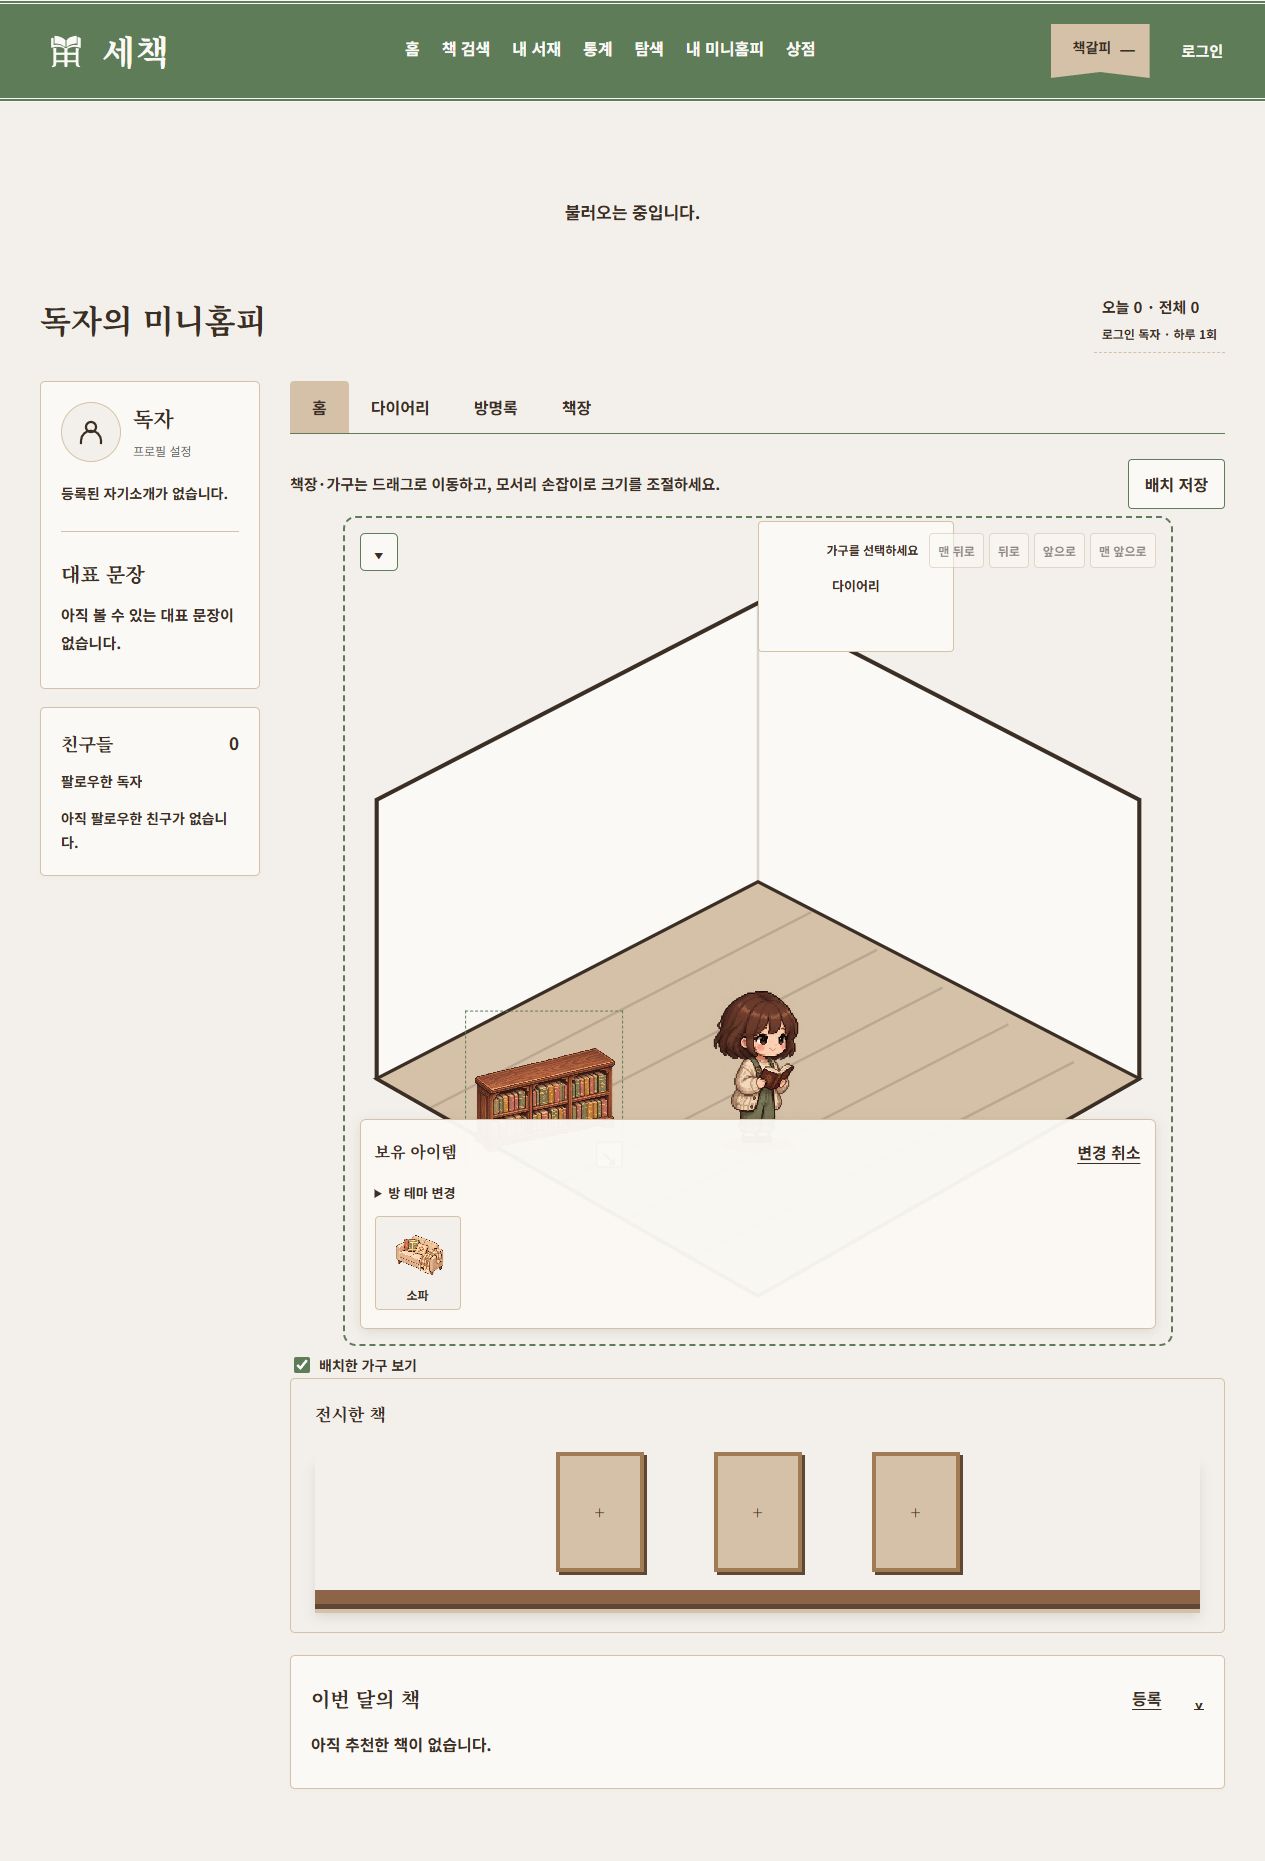 세책
홈 책 검색 내 서재 통계 탐색 내 미니홈피 상점
책갈피 —
로그인
불러오는 중입니다.
독자의 미니홈피
오늘 0 · 전체 0
로그인 독자 · 하루 1회
독자
프로필 설정
등록된 자기소개가 없습니다.
대표 문장
아직 볼 수 있는 대표 문장이
없습니다.
친구들 0
팔로우한 독자
아직 팔로우한 친구가 없습니
다.
홈 다이어리 방명록 책장
책장·가구는 드래그로 이동하고, 모서리 손잡이로 크기를 조절하세요.
배치 저장
가구를 선택하세요 맨 뒤로 뒤로 앞으로 맨 앞으로
다이어리
보유 아이템
변경 취소
방 테마 변경
소파
배치한 가구 보기
전시한 책
+ + +
이번 달의 책
등록 v
아직 추천한 책이 없습니다.